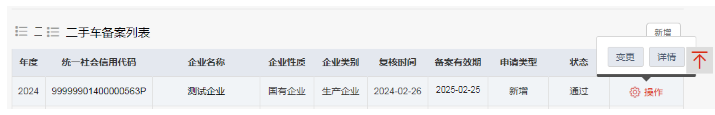 二 二手车备案列表
新增
变更 详情
年度 统一社会信用代码 企业名称 企业性质 企业类别 复核时间 备案有效期 申请类型 状态
2024 99999901400000563P 测试企业 国有企业 生产企业 2024-02-26 2025-02-25 新增 通过 操作